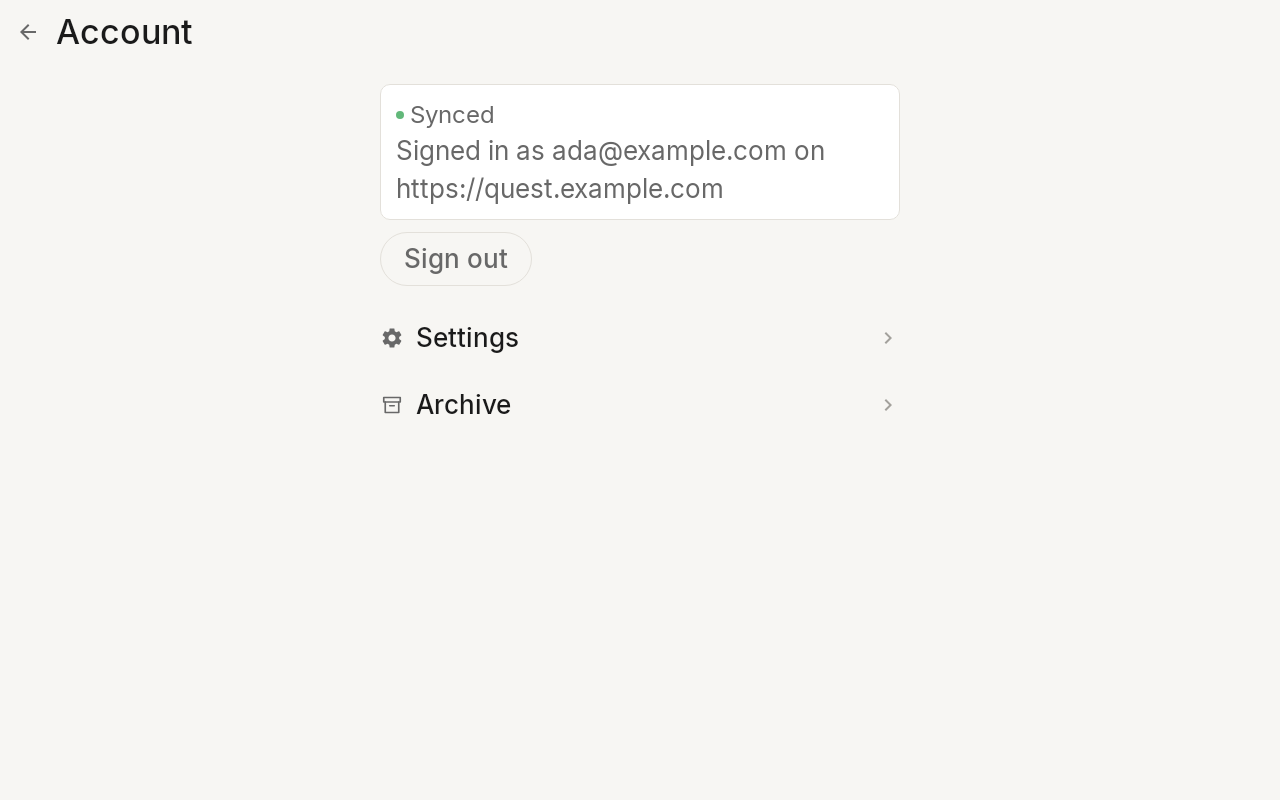 Account
Synced
Signed in as ada@example.com on
https://quest.example.com
Sign out
Settings
Archive